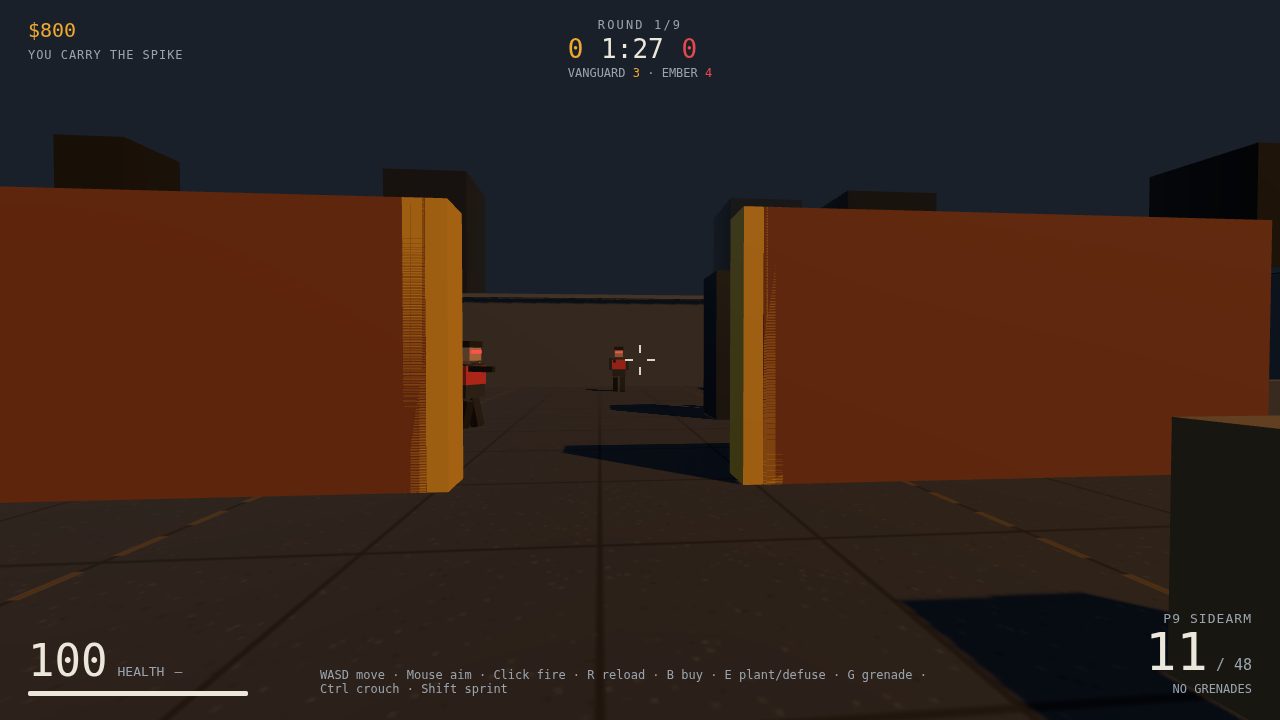 $800
YOU CARRY THE SPIKE
ROUND 1/9
0 1:27 0
VANGUARD 3 · EMBER 4
100 HEALTH —
WASD move · Mouse aim · Click fire · R reload · B buy · E plant/defuse · G grenade ·
Ctrl crouch · Shift sprint
P9 SIDEARM
11 / 48
NO GRENADES